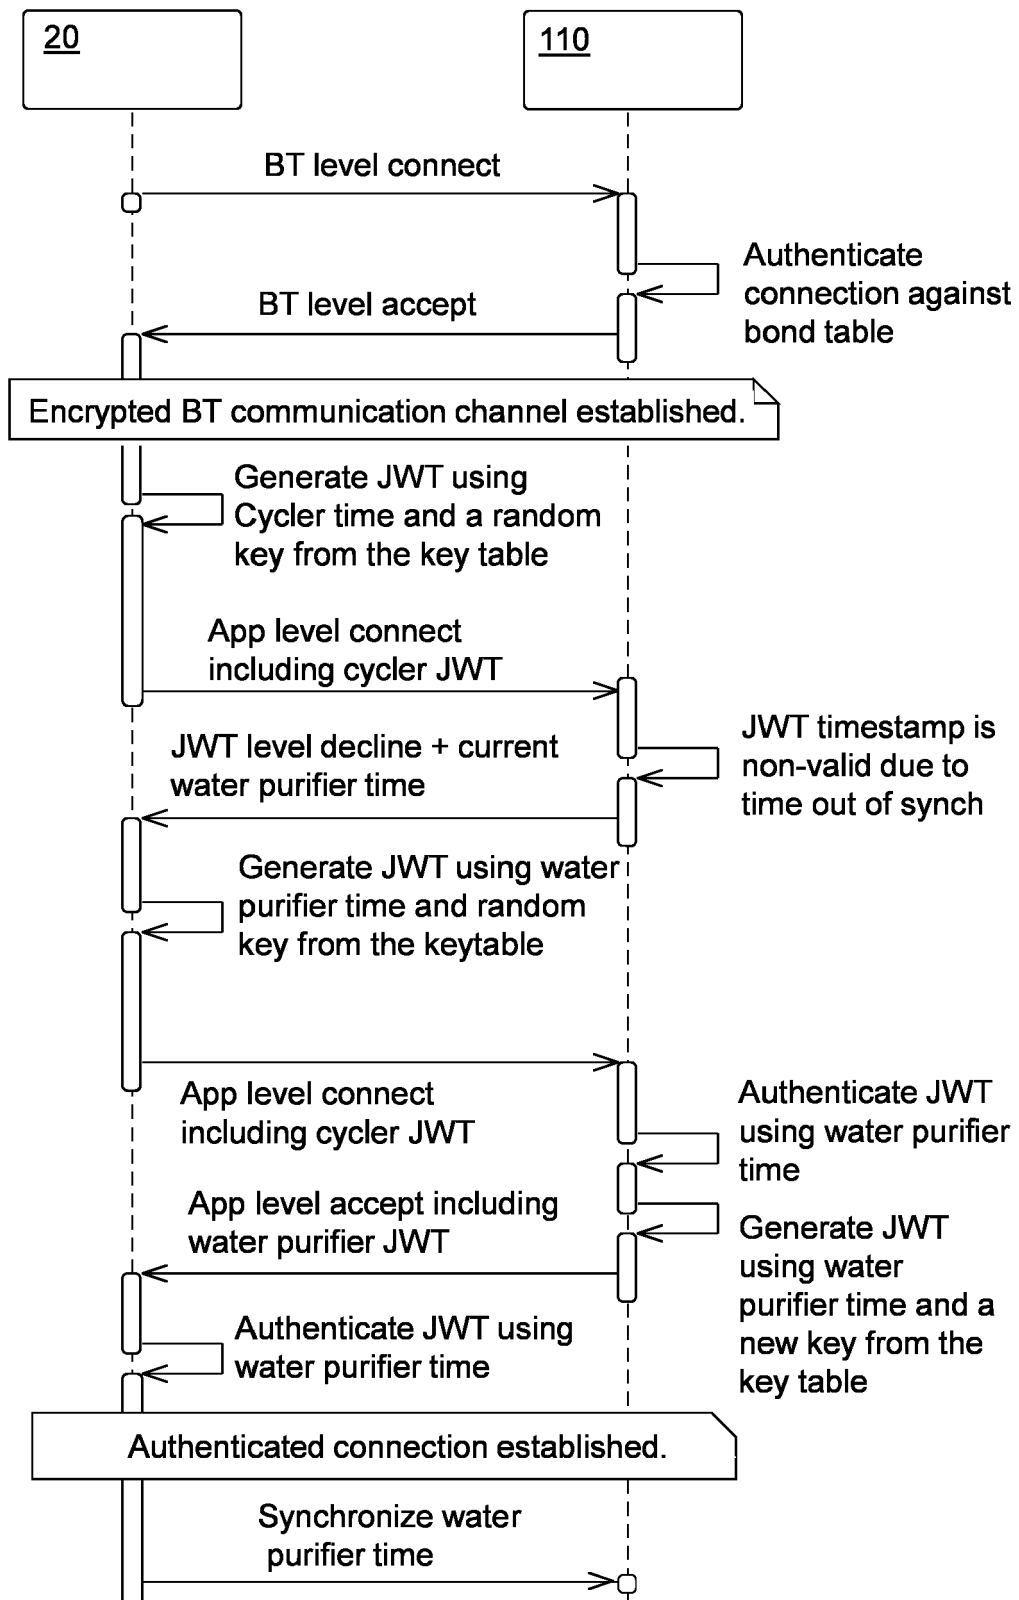 20
110
BT level connect
Authenticate
connection against
bond table
BT level accept
Encrypted BT communication channel established.
Generate JWT using
Cycler time and a random
key from the key table
App level connect
including cycler JWT
JWT timestamp is
non-valid due to
time out of synch
JWT level decline + current
water purifier time
Generate JWT using water
purifier time and random
key from the keytable
App level connect
including cycler JWT
Authenticate JWT
using water purifier
time
App level accept including
water purifier JWT
Generate JWT
using water
purifier time and a
new key from the
key table
Authenticate JWT using
water purifier time
Authenticated connection established.
Synchronize water
purifier time